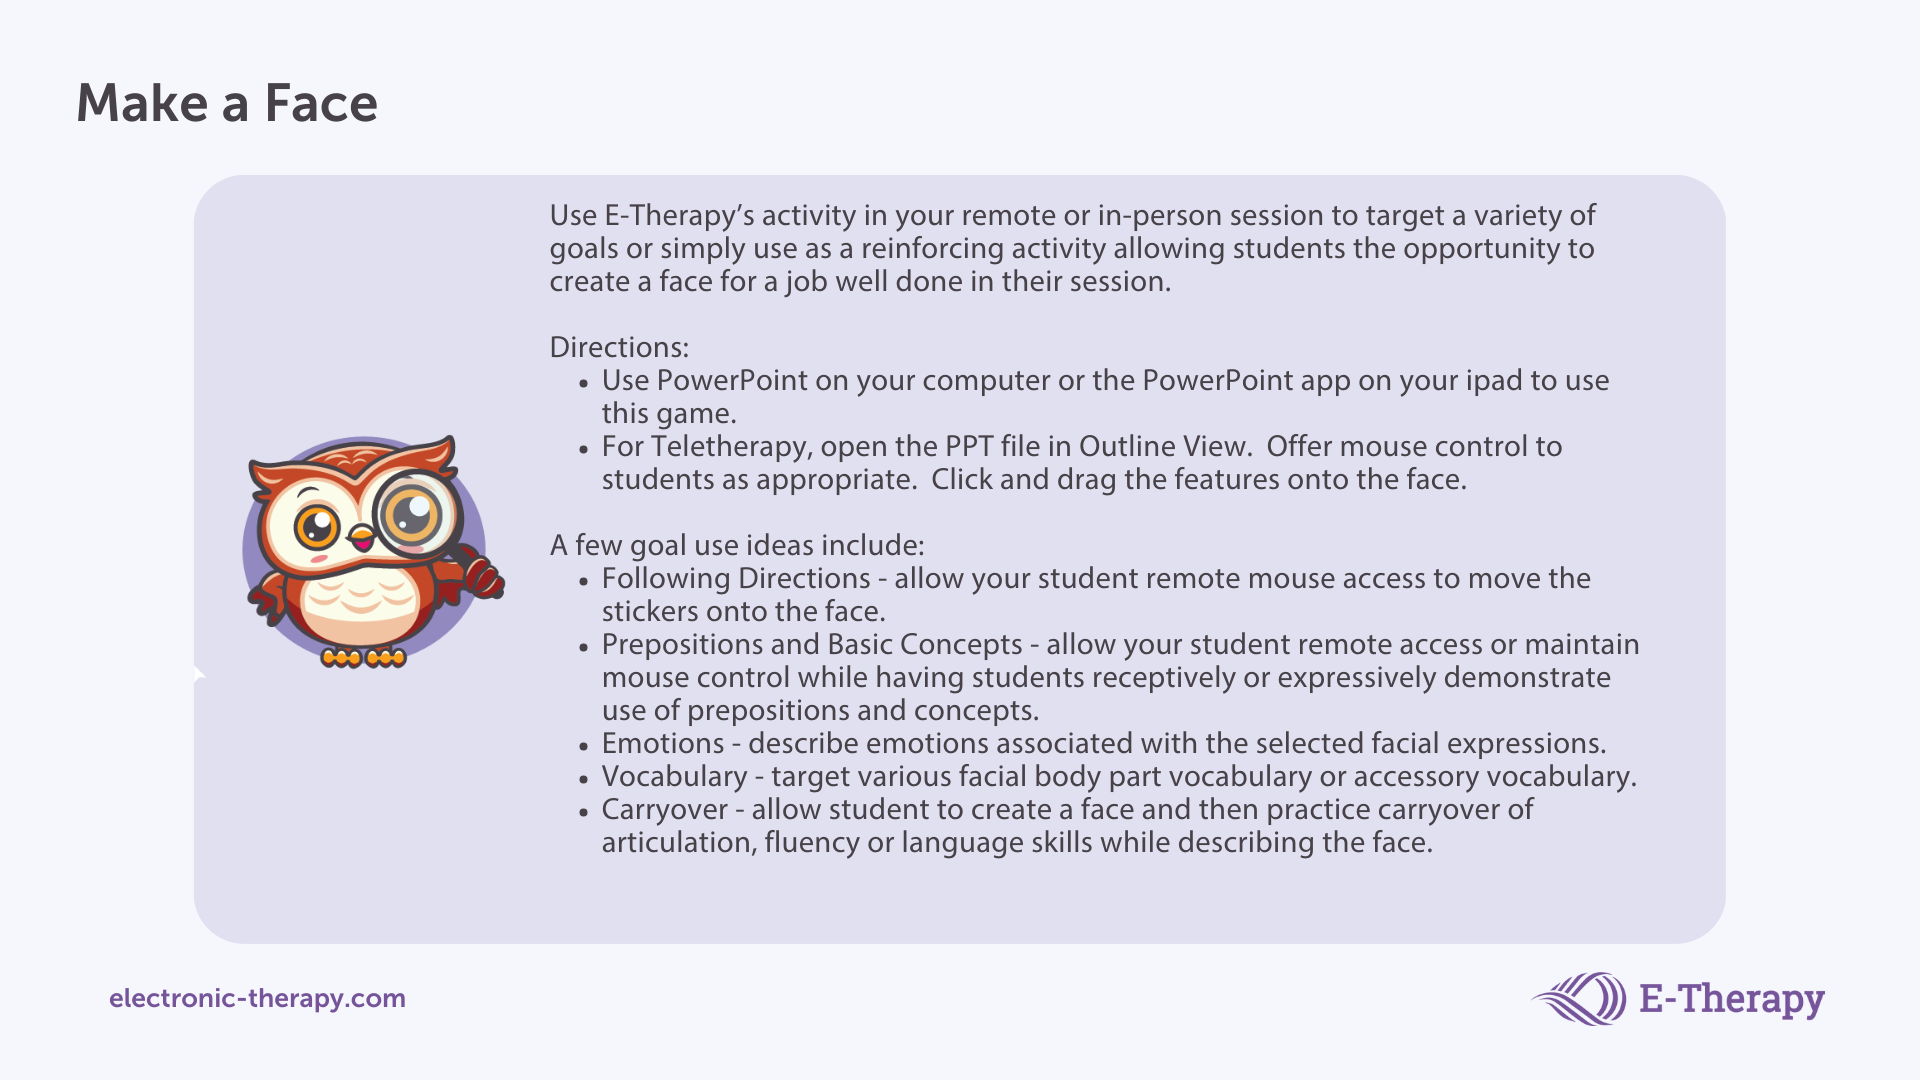 Make a Face
Use E-Therapy’s activity in your remote or in-person session to target a variety of
goals or simply use as a reinforcing activity allowing students the opportunity to
create a face for a job well done in their session.
Directions:
• Use PowerPoint on your computer or the PowerPoint app on your ipad to use
this game.
• For Teletherapy, open the PPT file in Outline View.  Offer mouse control to
students as appropriate.  Click and drag the features onto the face.
A few goal use ideas include:
• Following Directions - allow your student remote mouse access to move the
stickers onto the face.
• Prepositions and Basic Concepts - allow your student remote access or maintain
mouse control while having students receptively or expressively demonstrate
use of prepositions and concepts.
• Emotions - describe emotions associated with the selected facial expressions.
• Vocabulary - target various facial body part vocabulary or accessory vocabulary.
• Carryover - allow student to create a face and then practice carryover of
articulation, fluency or language skills while describing the face.
electronic-therapy.com
E-Therapy